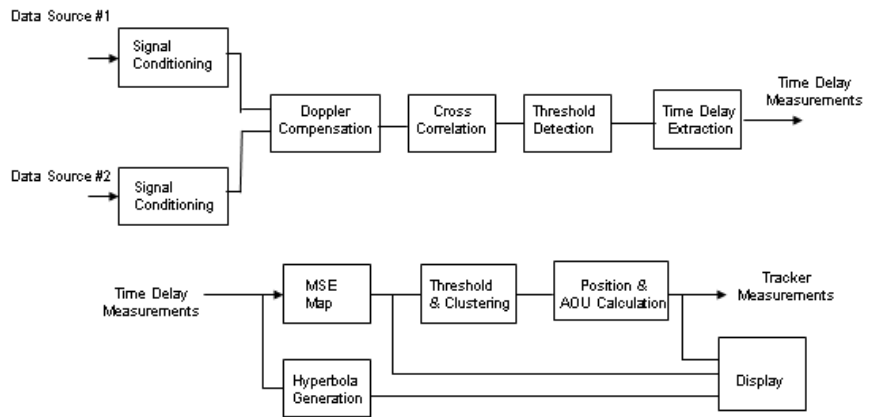 Data Source #1
Signal
Conditioning
Doppler
Compensation
Cross
Correlation
Threshold
Detection
Time Delay
Extraction
Time Delay
Measurements
Data Source #2
Signal
Conditioning
Time Delay
Measurements
MSE
Map
Threshold
& Clustering
Position &
AOU Calculation
Tracker
Measurements
Hyperbola
Generation
Display